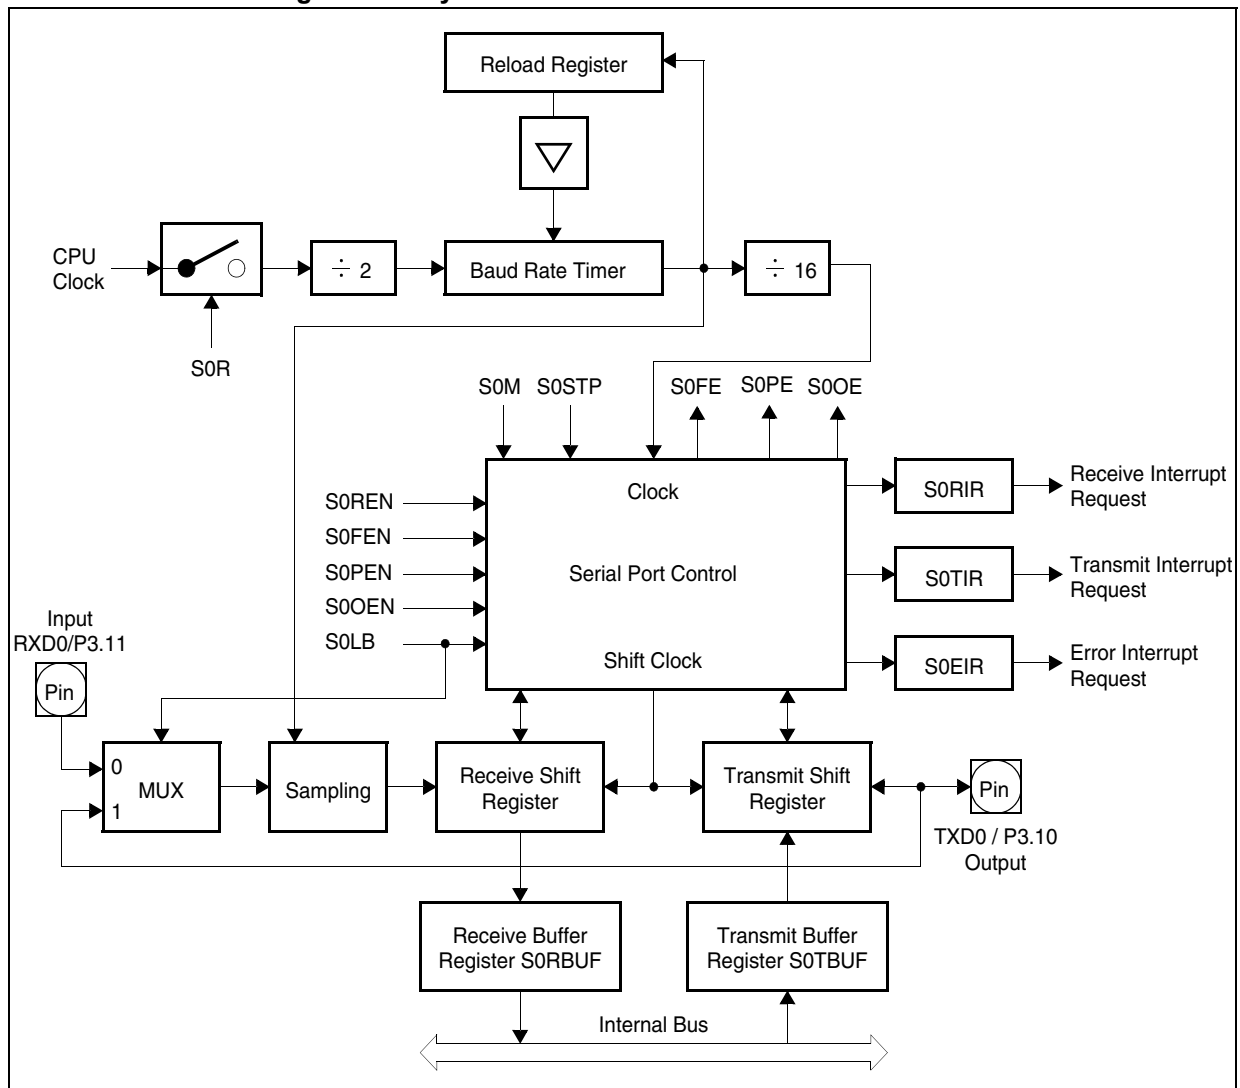 Reload Register
CPU
Clock
÷ 2
Baud Rate Timer
÷ 16
S0R
S0M
S0STP
S0FE
S0PE
S0OE
Clock
S0RIR
Receive Interrupt
Request
S0REN
S0FEN
S0PEN
S0OEN
S0LB
Serial Port Control
S0TIR
Transmit Interrupt
Request
Shift Clock
S0EIR
Error Interrupt
Request
Input
RXD0/P3.11
Pin
0
MUX
1
Sampling
Receive Shift
Register
Transmit Shift
Register
Pin
TXD0 / P3.10
Output
Receive Buffer
Register S0RBUF
Transmit Buffer
Register S0TBUF
Internal Bus